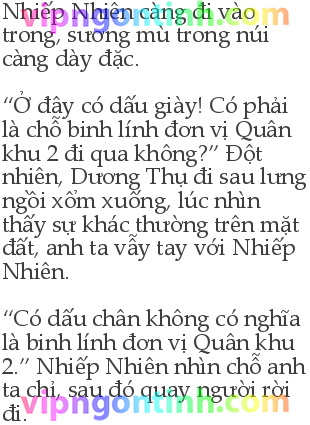 Nhiếp Nhiên càng đi vào
trong, sương mù trong núi
càng dày đặc.
“Ở đây có dấu giày! Có phải
là chỗ binh lính đơn vị Quân
khu 2 đi qua không?” Đột
nhiên, Dương Thụ đi sau lưng
ngồi xổm xuống, lúc nhìn
thấy sự khác thường trên mặt
đất, anh ta vẫy tay với Nhiếp
Nhiên.
“Có dấu chân không có nghĩa
là binh lính đơn vị Quân khu
2.” Nhiếp Nhiên nhìn chỗ anh
ta chỉ, sau đó quay người rời
đi.
vipngontinh.com
vipngontinh.com